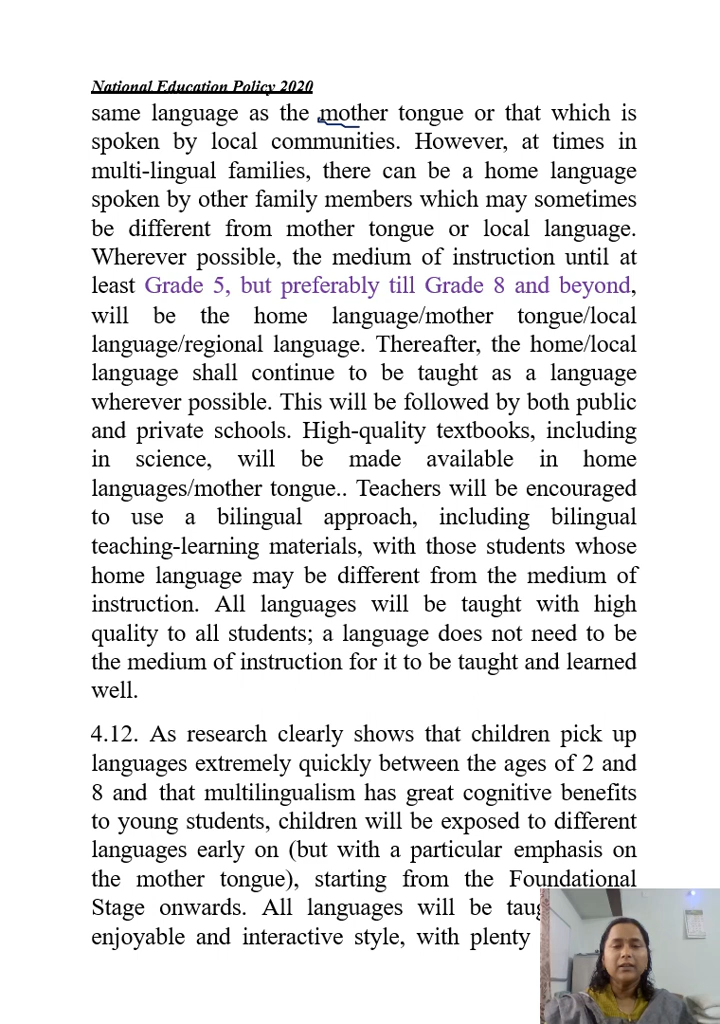 National Education Policy 2020
same language as the mother tongue or that which is
spoken by local communities. However, at times in
multi-lingual families, there can be a home language
spoken by other family members which may sometimes
be different from mother tongue or local language.
Wherever possible, the medium of instruction until at
least Grade 5, but preferably till Grade 8 and beyond,
will be the home language/mother tongue/local
language/regional language. Thereafter, the home/local
language shall continue to be taught as a language
wherever possible. This will be followed by both public
and private schools. High-quality textbooks, including
in science, will be made available in home
languages/mother tongue.. Teachers will be encouraged
to use a bilingual approach, including bilingual
teaching-learning materials, with those students whose
home language may be different from the medium of
instruction. All languages will be taught with high
quality to all students; a language does not need to be
the medium of instruction for it to be taught and learned
well.
4.12. As research clearly shows that children pick up
languages extremely quickly between the ages of 2 and
8 and that multilingualism has great cognitive benefits
to young students, children will be exposed to different
languages early on (but with a particular emphasis on
the mother tongue), starting from the Foundational
Stage onwards. All languages will be
enjoyable and interactive style, with plenty